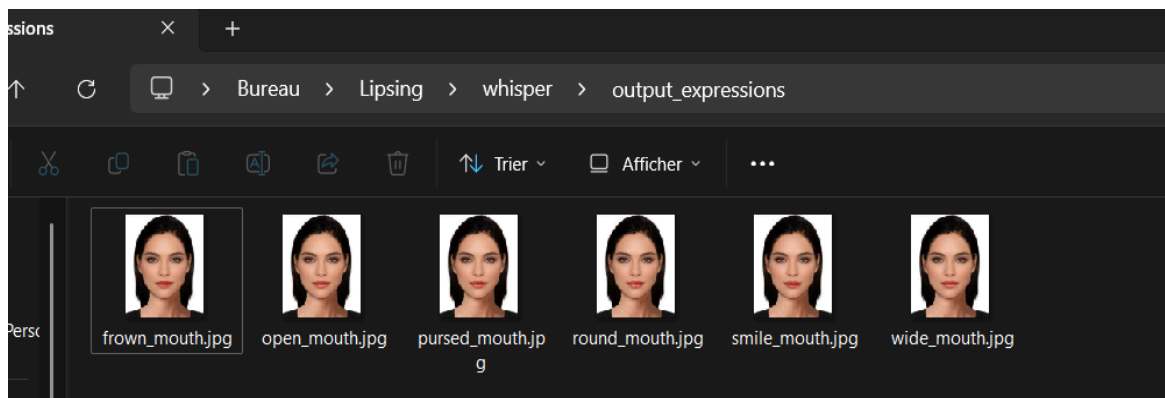 ssions
Bureau > Lipsing > whisper > output_expressions
Trier
Afficher
Perso
frown_mouth.jpg
open_mouth.jpg
pursed_mouth.jp
g
round_mouth.jpg
smile_mouth.jpg
wide_mouth.jpg